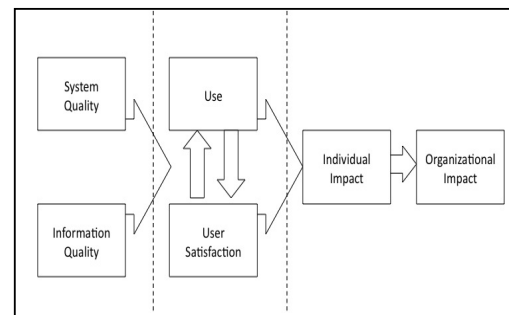 System
Quality
Use
Individual
Impact
Organizational
Impact
Information
Quality
User
Satisfaction